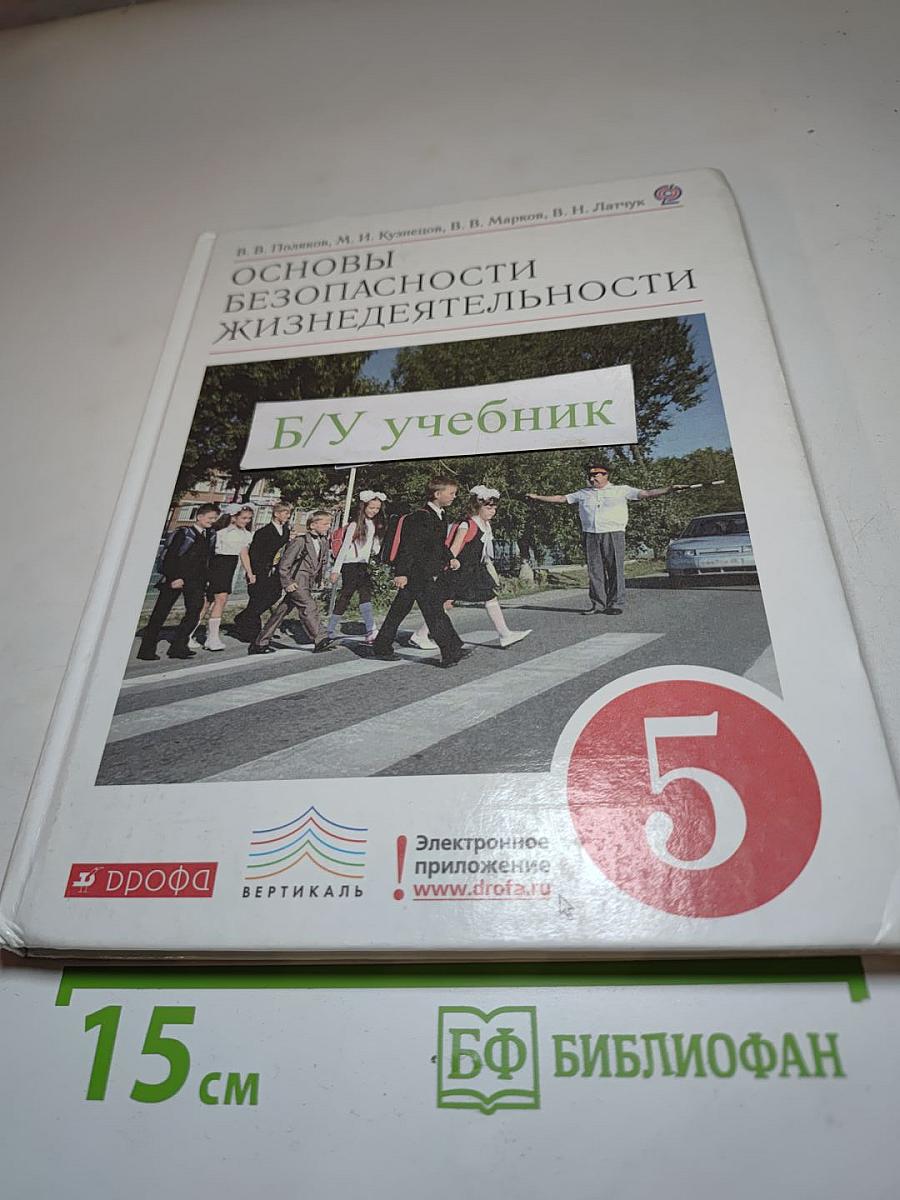 В. В. Поляков, М. И. Кузнецов, В. В. Марков, В. Н. Латчук
ОСНОВЫ
БЕЗОПАСНОСТИ
ЖИЗНЕДЕЯТЕЛЬНОСТИ
Б/У учебник
5
ДРОФА
ВЕРТИКАЛЬ
! Электронное
приложение
www.drofa.ru
15 см
БФ БИБЛИОФАН